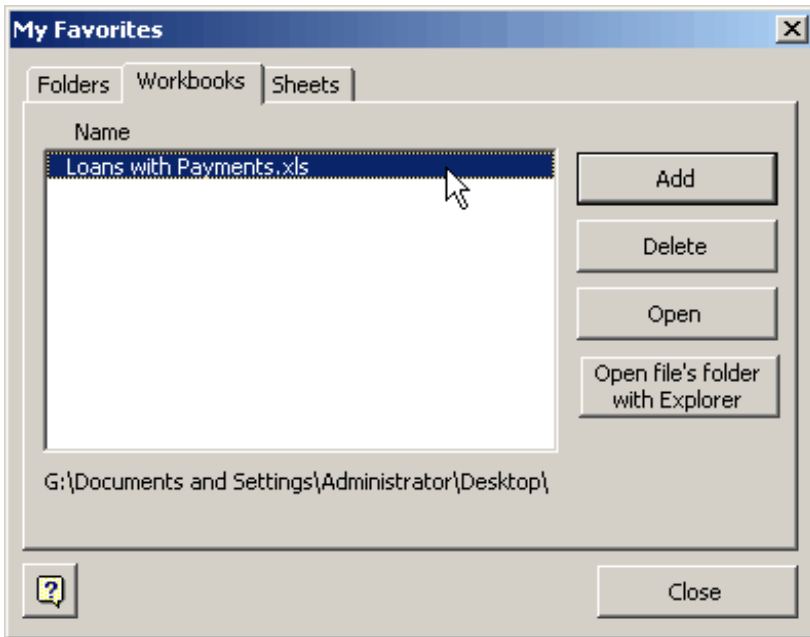 My Favorites
Folders Workbooks Sheets
Name
Loans with Payments.xls
Add
Delete
Open
Open file's folder
with Explorer
G:\Documents and Settings\Administrator\Desktop\
?
Close